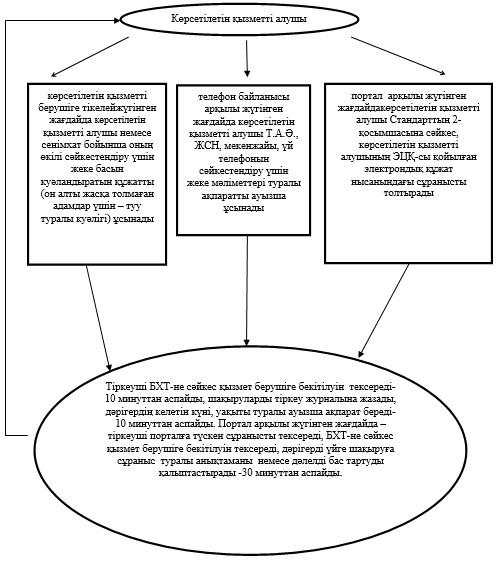 Көрсетілетін қызметті алушы
көрсетілетін қызметті
берушіге тікелейжүгінген
жағдайда көрсетілетін
қызметті алушы немесе
сенімхат бойынша оның
өкілі сәйкестендіру үшін
жеке басын
куәландыратын құжатты
(он алты жасқа толмаған
адамдар үшін – туу
туралы куәлігі) ұсынады
телефон байланысы
арқылы жүгінген
жағдайда көрсетілетін
қызметті алушы Т.А.Ә.,
ЖСН, мекенжайы, үй
телефонын
сәйкестендіру үшін
жеке мәліметтері туралы
ақпаратты ауызша
ұсынады
портал арқылы жүгінген
жағдайдакөрсетілетін қызметті
алушы Стандарттың 2-
қосымшасына сәйкес,
көрсетілетін қызметті
алушының ЭЦҚ-сы қойылған
электрондық құжат
нысанындағы сұранысты
толтырады
Тіркеуші БХТ-не сәйкес қызмет берушіге бекітілуін тексереді-
10 минуттан аспайды, шақыруларды тіркеу журналына жазады,
дәрігердің келетін күні, уақыты туралы ауызша ақпарат береді-
10 минуттан аспайды. Портал арқылы жүгінген жағдайда –
тіркеуші порталға түскен сұранысты тексереді, БХТ-не сәйкес
қызмет берушіге бекітілуін тексереді, дәрігерді үйге шақыруға
сұраныс туралы анықтаманы немесе дәлелді бас тартуды
қалыптастырады -30 минуттан аспайды.